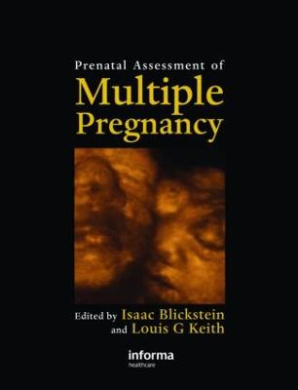 Prenatal Assessment of
Multiple
Pregnancy
Edited by Isaac Blickstein
and Louis G Keith
informa
healthcare